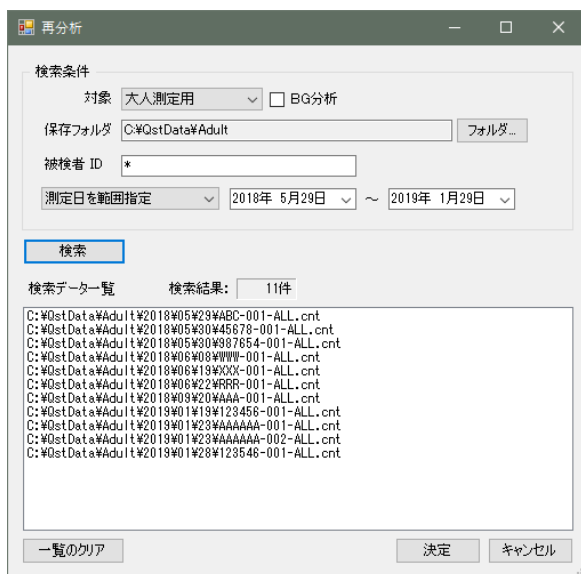 再分析
検索条件
対象 大人測定用 BG分析
保存フォルダ C:¥QstData¥Adult フォルダ...
被検者 ID *
測定日を範囲指定 2018年 5月29日 ～ 2019年 1月29日
検索
検索データ一覧 検索結果: 11件
C:¥QstData¥Adult¥2018¥05¥29¥ABC-001-ALL.cnt
C:¥QstData¥Adult¥2018¥05¥30¥45678-001-ALL.cnt
C:¥QstData¥Adult¥2018¥05¥30¥987654-001-ALL.cnt
C:¥QstData¥Adult¥2018¥06¥08¥WWW-001-ALL.cnt
C:¥QstData¥Adult¥2018¥06¥19¥XXX-001-ALL.cnt
C:¥QstData¥Adult¥2018¥06¥22¥RRR-001-ALL.cnt
C:¥QstData¥Adult¥2018¥09¥20¥AAA-001-ALL.cnt
C:¥QstData¥Adult¥2019¥01¥19¥123456-001-ALL.cnt
C:¥QstData¥Adult¥2019¥01¥23¥AAAAAA-001-ALL.cnt
C:¥QstData¥Adult¥2019¥01¥23¥AAAAAA-002-ALL.cnt
C:¥QstData¥Adult¥2019¥01¥28¥123546-001-ALL.cnt
一覧のクリア 決定 キャンセル